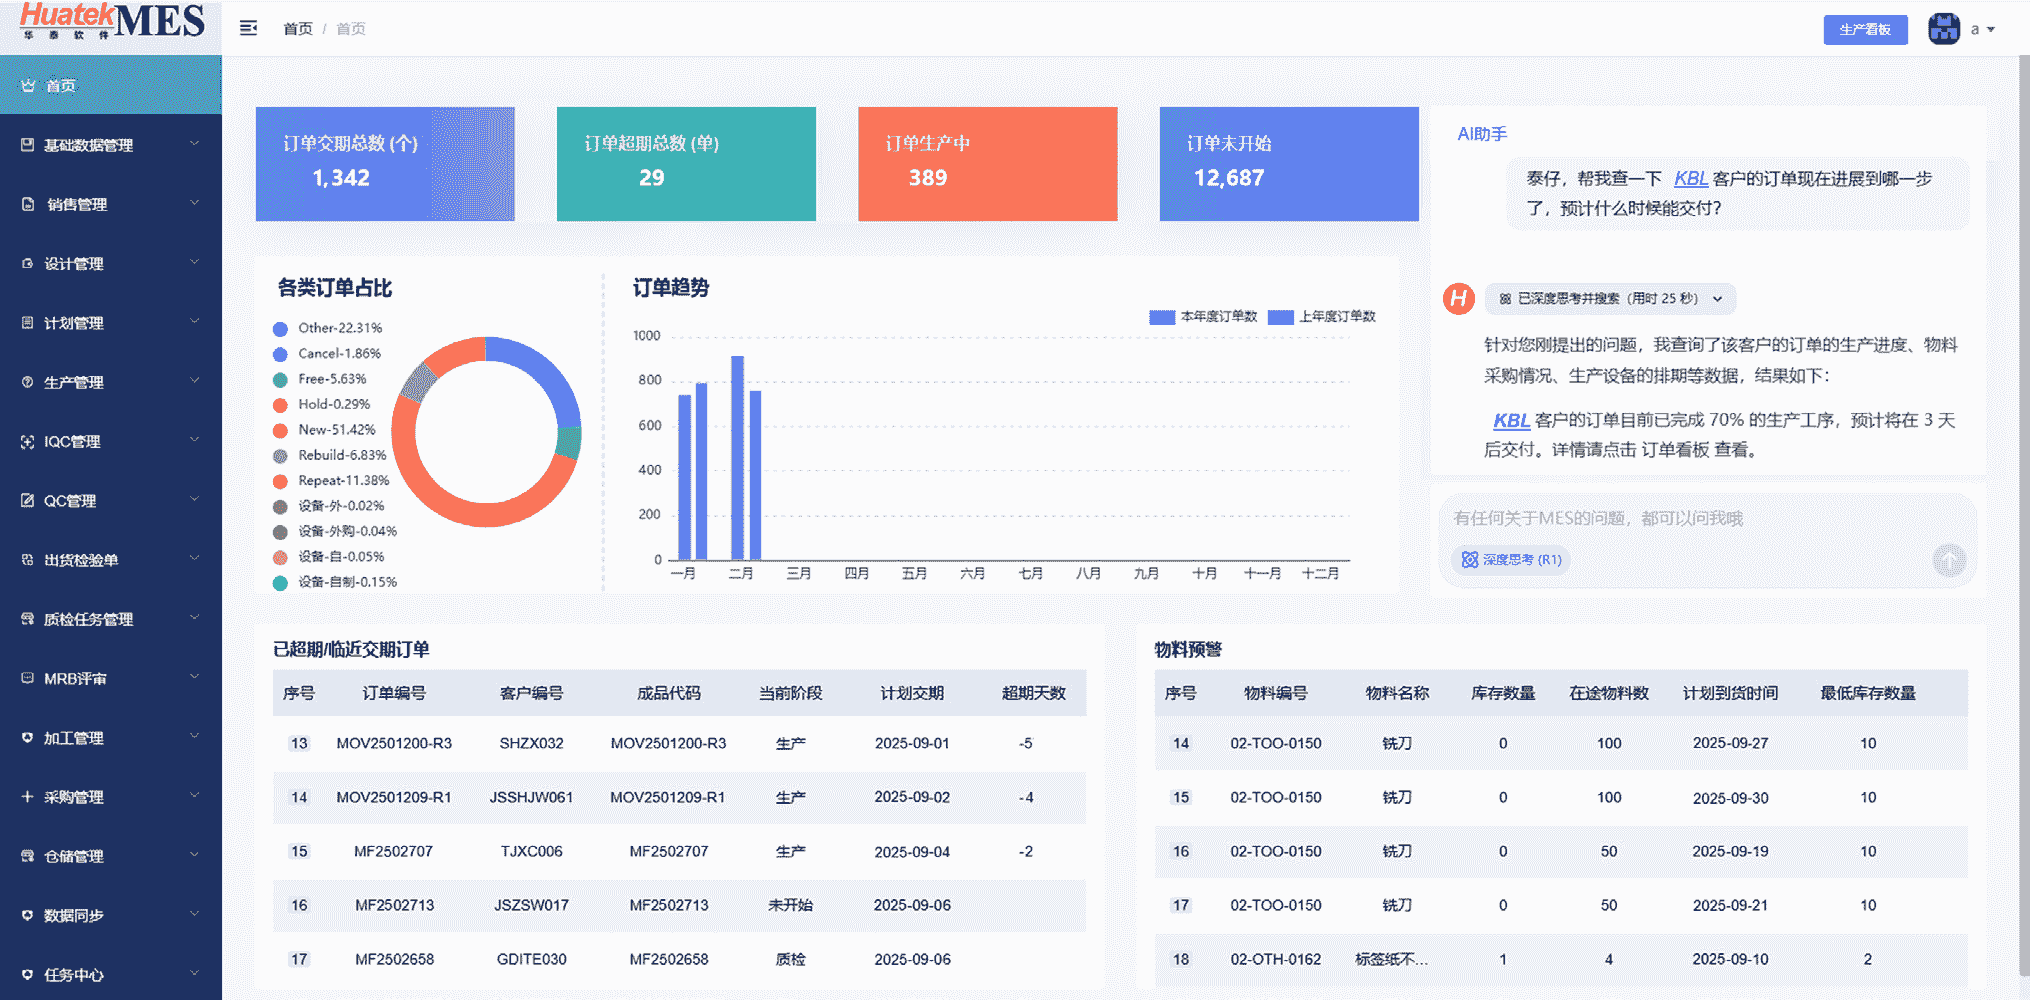 Huatek MES
华泰软件
首页 / 首页
生产看板
a
首页
基础数据管理
销售管理
设计管理
计划管理
生产管理
IQC管理
QC管理
出货检验单
质检任务管理
MRB评审
加工管理
采购管理
仓储管理
数据同步
任务中心
订单交期总数 (个)
1,342
订单超期总数 (单)
29
订单生产中
389
订单未开始
12,687
各类订单占比
Other-22.31%
Cancel-1.86%
Free-5.63%
Hold-0.29%
New-51.42%
Rebuild-6.83%
Repeat-11.38%
设备-外-0.02%
设备-外购-0.04%
设备-自-0.05%
设备-自制-0.15%
订单趋势
本年度订单数 上年度订单数
1000
800
600
400
200
0
一月 二月 三月 四月 五月 六月 七月 八月 九月 十月 十一月 十二月
AI助手
泰仔，帮我查一下 KBL 客户的订单现在进展到哪一步
了，预计什么时候能交付？
H
已深度思考并搜索（用时 25 秒）
针对您刚提出的问题，我查询了该客户的订单的生产进度、物料
采购情况、生产设备的排期等数据，结果如下：
KBL 客户的订单目前已完成 70% 的生产工序，预计将在 3 天
后交付。详情请点击 订单看板 查看。
有任何关于MES的问题，都可以问我哦
深度思考 (R1)
已超期/临近交期订单
序号 订单编号 客户编号 成品代码 当前阶段 计划交期 超期天数
13 MOV2501200-R3 SHZX032 MOV2501200-R3 生产 2025-09-01 -5
14 MOV2501209-R1 JSSHJW061 MOV2501209-R1 生产 2025-09-02 -4
15 MF2502707 TJXC006 MF2502707 生产 2025-09-04 -2
16 MF2502713 JSZSW017 MF2502713 未开始 2025-09-06
17 MF2502658 GDITE030 MF2502658 质检 2025-09-06
物料预警
序号 物料编号 物料名称 库存数量 在途物料数 计划到货时间 最低库存数量
14 02-TOO-0150 铣刀 0 100 2025-09-27 10
15 02-TOO-0150 铣刀 0 100 2025-09-30 10
16 02-TOO-0150 铣刀 0 50 2025-09-19 10
17 02-TOO-0150 铣刀 0 50 2025-09-21 10
18 02-OTH-0162 标签纸不... 1 4 2025-09-10 2